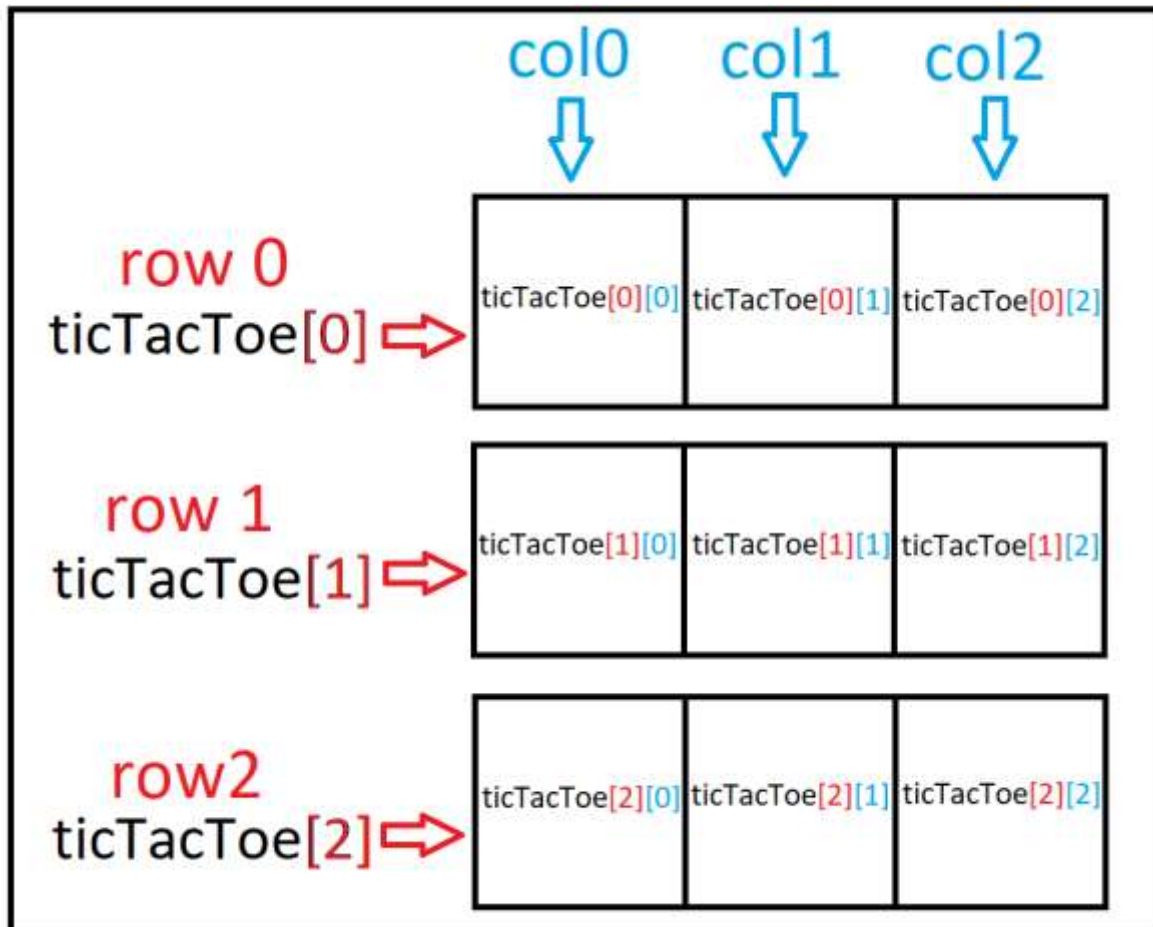 col0 col1 col2
row 0
ticTacToe[0]
ticTacToe[0][0] ticTacToe[0][1] ticTacToe[0][2]
row 1
ticTacToe[1]
ticTacToe[1][0] ticTacToe[1][1] ticTacToe[1][2]
row2
ticTacToe[2]
ticTacToe[2][0] ticTacToe[2][1] ticTacToe[2][2]